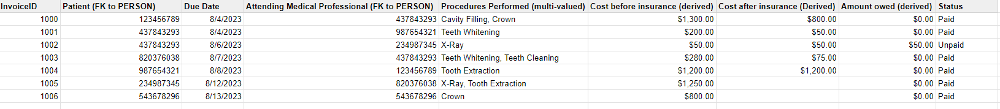 InvoiceID Patient (FK to PERSON) Due Date Attending Medical Professional (FK to PERSON) Procedures Performed (multi-valued) Cost before insurance (derived) Cost after insurance (Derived) Amount owed (derived) Status
1000 123456789 8/4/2023 437843293 Cavity Filling, Crown $1,300.00 $800.00 $0.00 Paid
1001 437843293 8/4/2023 987654321 Teeth Whitening $200.00 $50.00 $0.00 Paid
1002 437843293 8/6/2023 234987345 X-Ray $50.00 $50.00 $50.00 Unpaid
1003 820376038 8/7/2023 437843293 Teeth Whitening, Teeth Cleaning $280.00 $75.00 $0.00 Paid
1004 987654321 8/8/2023 123456789 Tooth Extraction $1,200.00 $1,200.00 $0.00 Paid
1005 234987345 8/12/2023 820376038 X-Ray, Tooth Extraction $1,250.00 $0.00 Paid
1006 543678296 8/13/2023 543678296 Crown $800.00 $0.00 Paid